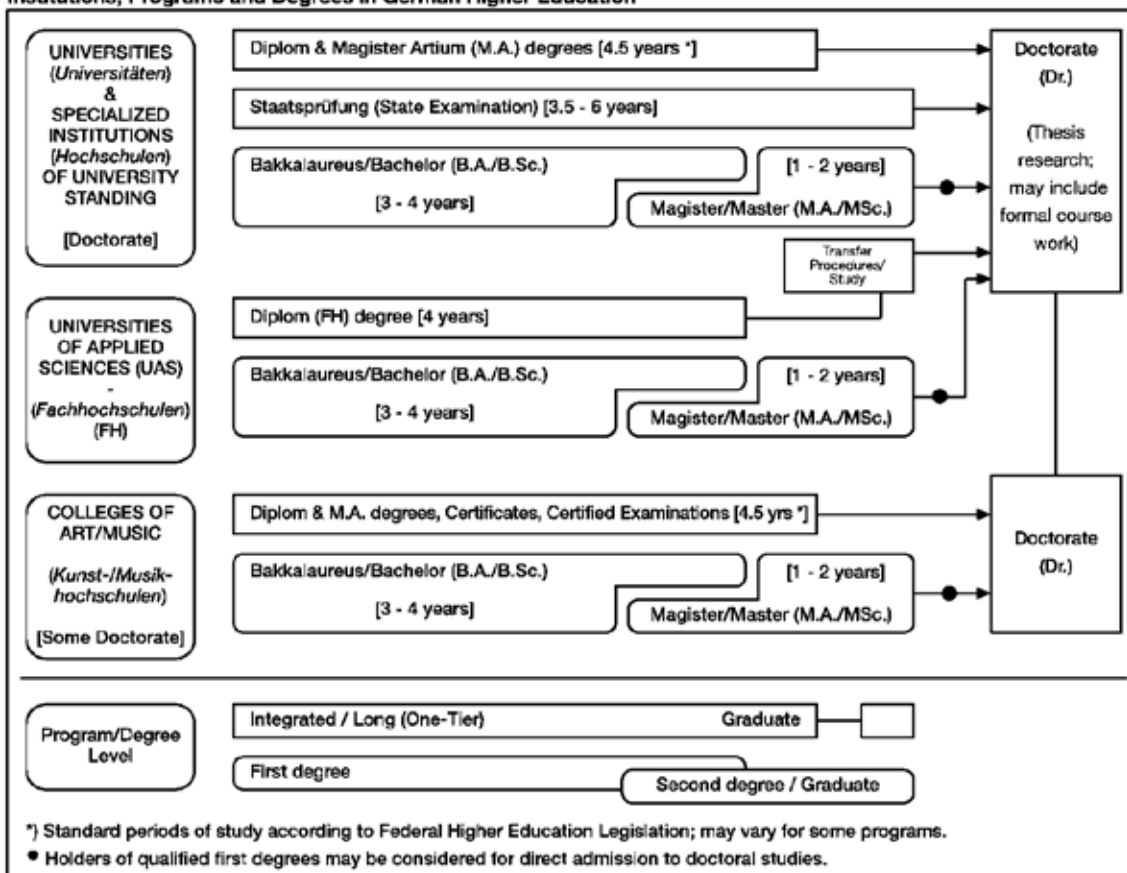 Institutions, Programs and Degrees in German Higher Education
UNIVERSITIES
(Universitäten)
&
SPECIALIZED
INSTITUTIONS
(Hochschulen)
OF UNIVERSITY
STANDING
[Doctorate]
Diplom & Magister Artium (M.A.) degrees [4.5 years *]
Staatsprüfung (State Examination) [3.5 - 6 years]
Bakkalaureus/Bachelor (B.A./B.Sc.)
[3 - 4 years]
[1 - 2 years]
Magister/Master (M.A./MSc.)
Doctorate
(Dr.)
(Thesis
research;
may include
formal course
work)
Transfer
Procedures/
Study
UNIVERSITIES
OF APPLIED
SCIENCES (UAS)
-
(Fachhochschulen)
(FH)
Diplom (FH) degree [4 years]
Bakkalaureus/Bachelor (B.A./B.Sc.)
[3 - 4 years]
[1 - 2 years]
Magister/Master (M.A./MSc.)
COLLEGES OF
ART/MUSIC
(Kunst-/Musik-
hochschulen)
[Some Doctorate]
Diplom & M.A. degrees, Certificates, Certified Examinations [4.5 yrs *]
Bakkalaureus/Bachelor (B.A./B.Sc.)
[3 - 4 years]
[1 - 2 years]
Magister/Master (M.A./MSc.)
Doctorate
(Dr.)
Program/Degree
Level
Integrated / Long (One-Tier) Graduate
First degree
Second degree / Graduate
*) Standard periods of study according to Federal Higher Education Legislation; may vary for some programs.
● Holders of qualified first degrees may be considered for direct admission to doctoral studies.